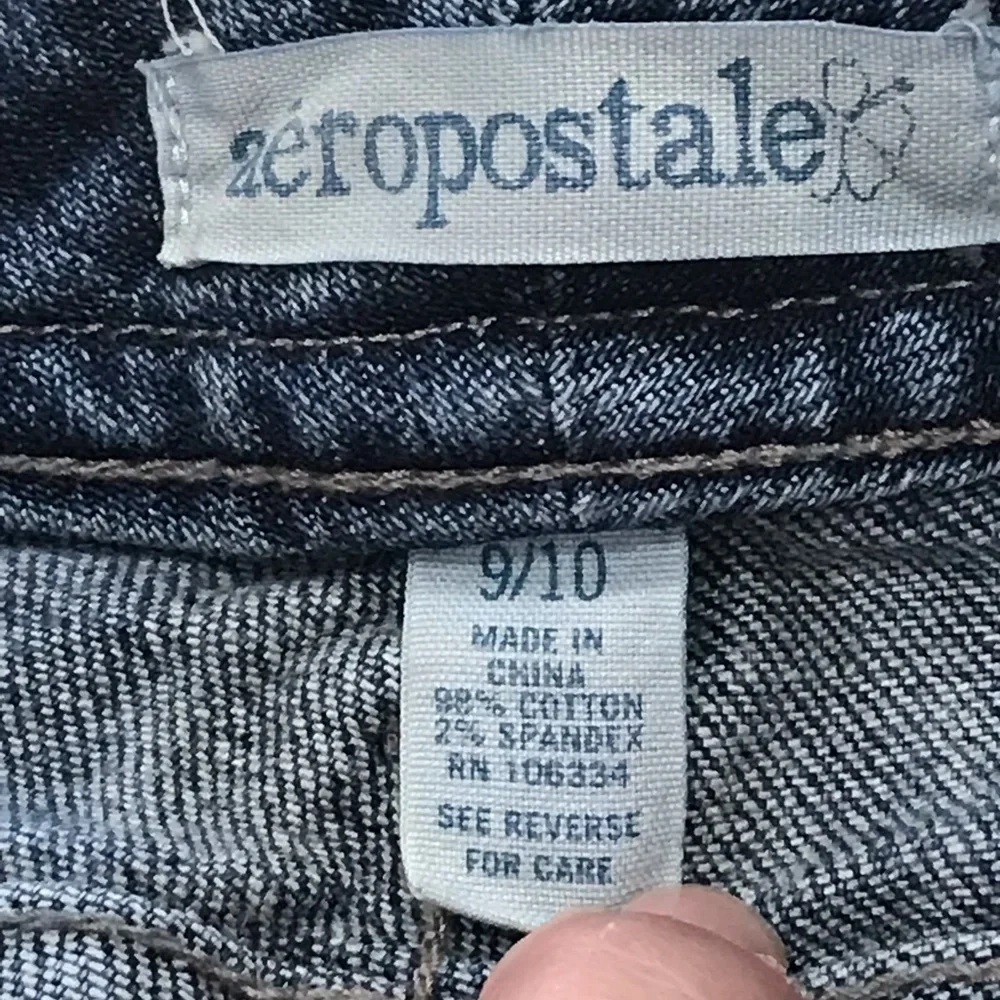 aéropostale
9/10
MADE IN
CHINA
98% COTTON
2% SPANDEX
RN 106334
SEE REVERSE
FOR CARE